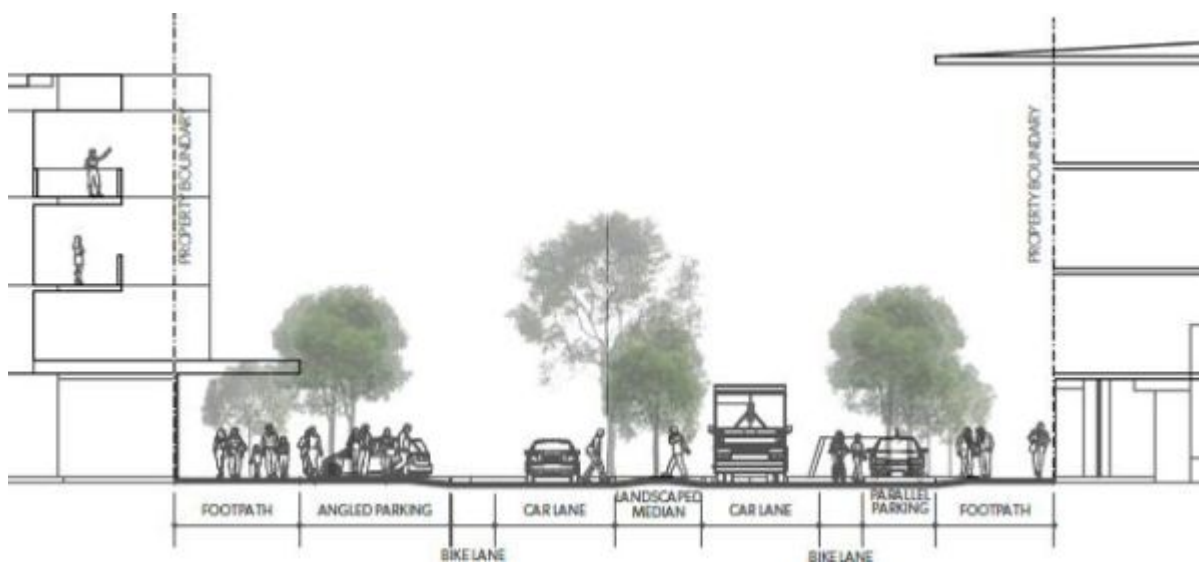 PROPERTY BOUNDARY
PROPERTY BOUNDARY
FOOTPATH
ANGLED PARKING
BIKE LANE
CAR LANE
LANDSCAPED
MEDIAN
CAR LANE
BIKE LANE
PARALLEL
PARKING
FOOTPATH